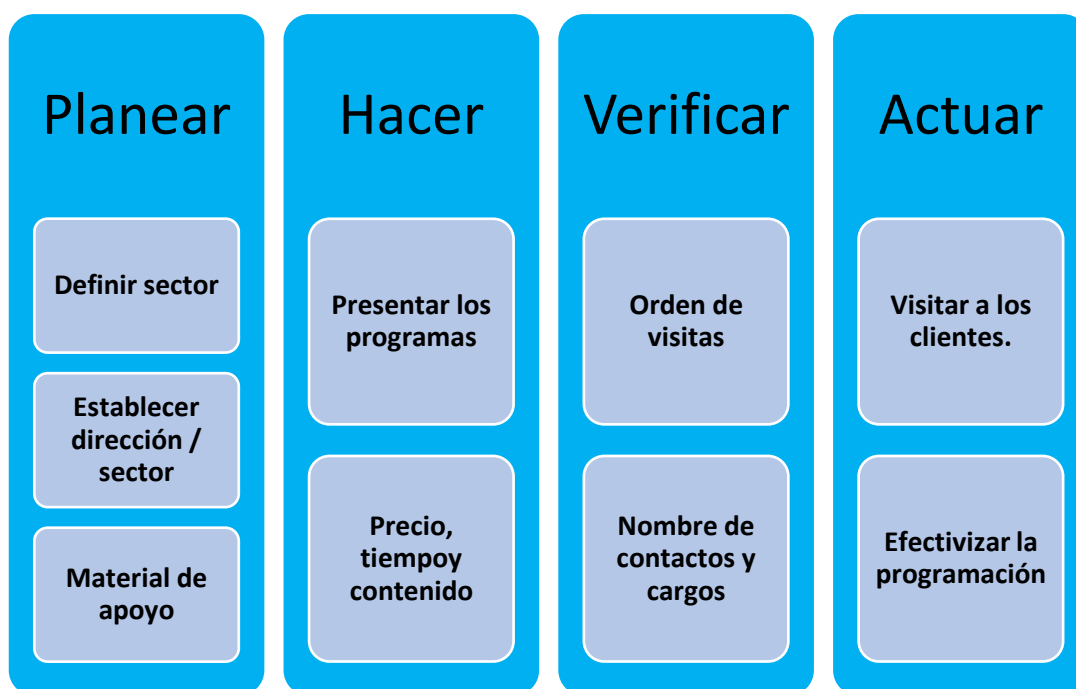 Planear
Definir sector
Establecer
dirección /
sector
Material de
apoyo
Hacer
Presentar los
programas
Precio,
tiempoy
contenido
Verificar
Orden de
visitas
Nombre de
contactos y
cargos
Actuar
Visitar a los
clientes.
Efectivizar la
programación